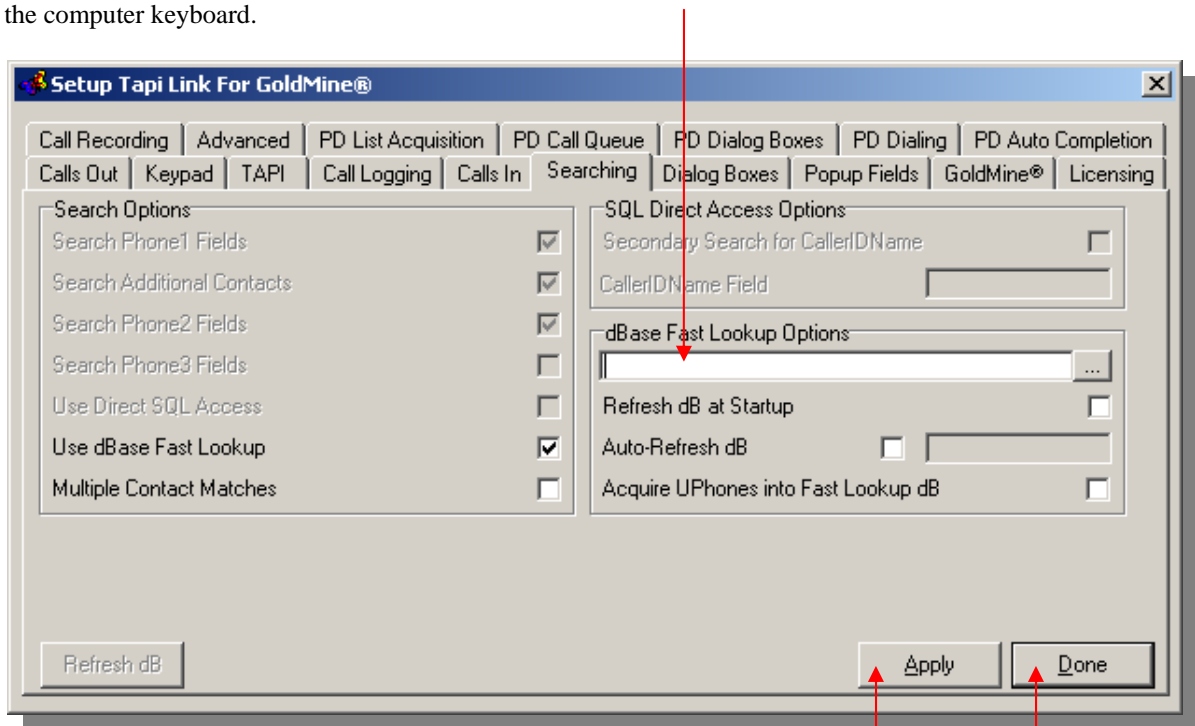 the computer keyboard.
Setup Tapi Link For GoldMine®
Call Recording Advanced PD List Acquisition PD Call Queue PD Dialog Boxes PD Dialing PD Auto Completion
Calls Out Keypad TAPI Call Logging Calls In Searching Dialog Boxes Popup Fields GoldMine® Licensing
Search Options
Search Phone1 Fields
Search Additional Contacts
Search Phone2 Fields
Search Phone3 Fields
Use Direct SQL Access
Use dBase Fast Lookup
Multiple Contact Matches
SQL Direct Access Options
Secondary Search for CallerIDName
CallerIDName Field
dBase Fast Lookup Options
...
Refresh dB at Startup
Auto-Refresh dB
Acquire UPhones into Fast Lookup dB
Refresh dB Apply Done